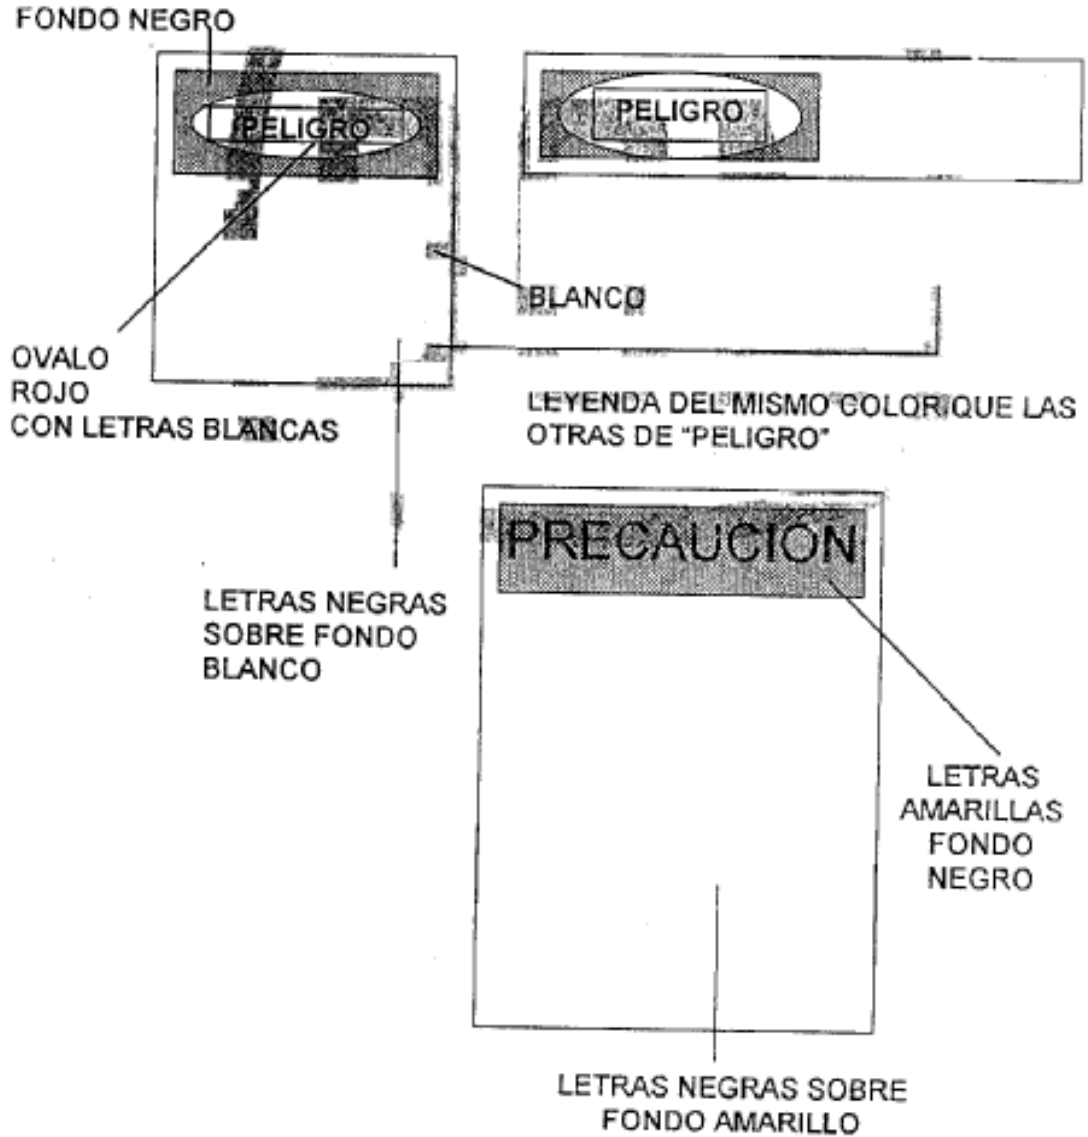 FONDO NEGRO
PELIGRO
PELIGRO
BLANCO
OVALO
ROJO
CON LETRAS BLANCAS
LEYENDA DEL MISMO COLOR QUE LAS
OTRAS DE "PELIGRO"
PRECAUCIÓN
LETRAS NEGRAS
SOBRE FONDO
BLANCO
LETRAS
AMARILLAS
FONDO
NEGRO
LETRAS NEGRAS SOBRE
FONDO AMARILLO